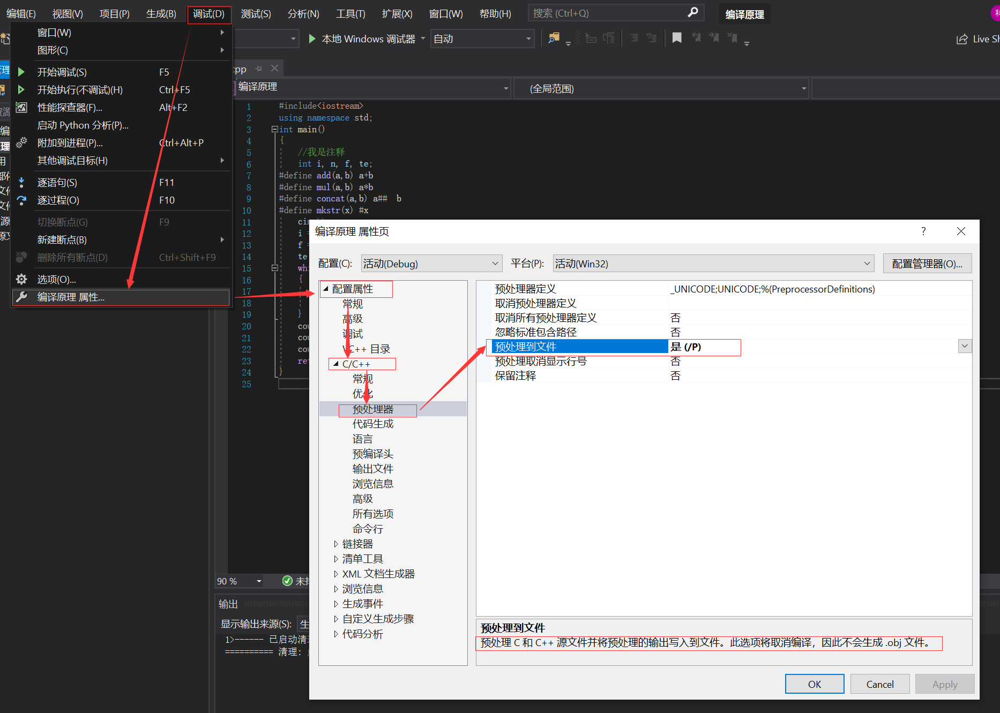 编辑(E) 视图(V) 项目(P) 生成(B) 调试(D) 测试(S) 分析(N) 工具(T) 扩展(X) 窗口(W) 帮助(H) 搜索 (Ctrl+Q) 编译原理
本地 Windows 调试器 自动 Live Sh
窗口(W)
图形(C)
开始调试(S) F5
开始执行(不调试)(H) Ctrl+F5
性能探查器(F)... Alt+F2
启动 Python 分析(P)...
附加到进程(P)... Ctrl+Alt+P
其他调试目标(H)
逐语句(S) F11
逐过程(O) F10
切换断点(G) F9
新建断点(B)
删除所有断点(D) Ctrl+Shift+F9
选项(O)...
编译原理 属性...
cpp
编译原理 (全局范围)
1 #include<iostream>
2 using namespace std;
3 int main()
4 {
5 //我是注释
6 int i, n, f, te;
7 #define add(a,b) a+b
8 #define mul(a,b) a*b
9 #define concat(a,b) a## b
10 #define mkstr(x) #x
11 cin
12 i =
13 f =
14 te
15 whi
16 {
17
18
19 }
20 cou
21 cou
22 cou
23 ret
24 }
25
90 %
输出
显示输出来源(S): 生
1>------ 已启动清
========== 清理:
编译原理 属性页 ?
配置(C): 活动(Debug) 平台(P): 活动(Win32) 配置管理器(O)...
配置属性
常规
高级
调试
VC++ 目录
C/C++
常规
优化
预处理器
代码生成
语言
预编译头
输出文件
浏览信息
高级
所有选项
命令行
链接器
清单工具
XML 文档生成器
浏览信息
生成事件
自定义生成步骤
代码分析
预处理器定义 _UNICODE;UNICODE;%(PreprocessorDefinitions)
取消预处理器定义
取消所有预处理器定义 否
忽略标准包含路径 否
预处理到文件 是 (/P)
预处理取消显示行号 否
保留注释 否
预处理到文件
预处理 C 和 C++ 源文件并将预处理的输出写入到文件。此选项将取消编译，因此不会生成 .obj 文件。
OK Cancel Apply